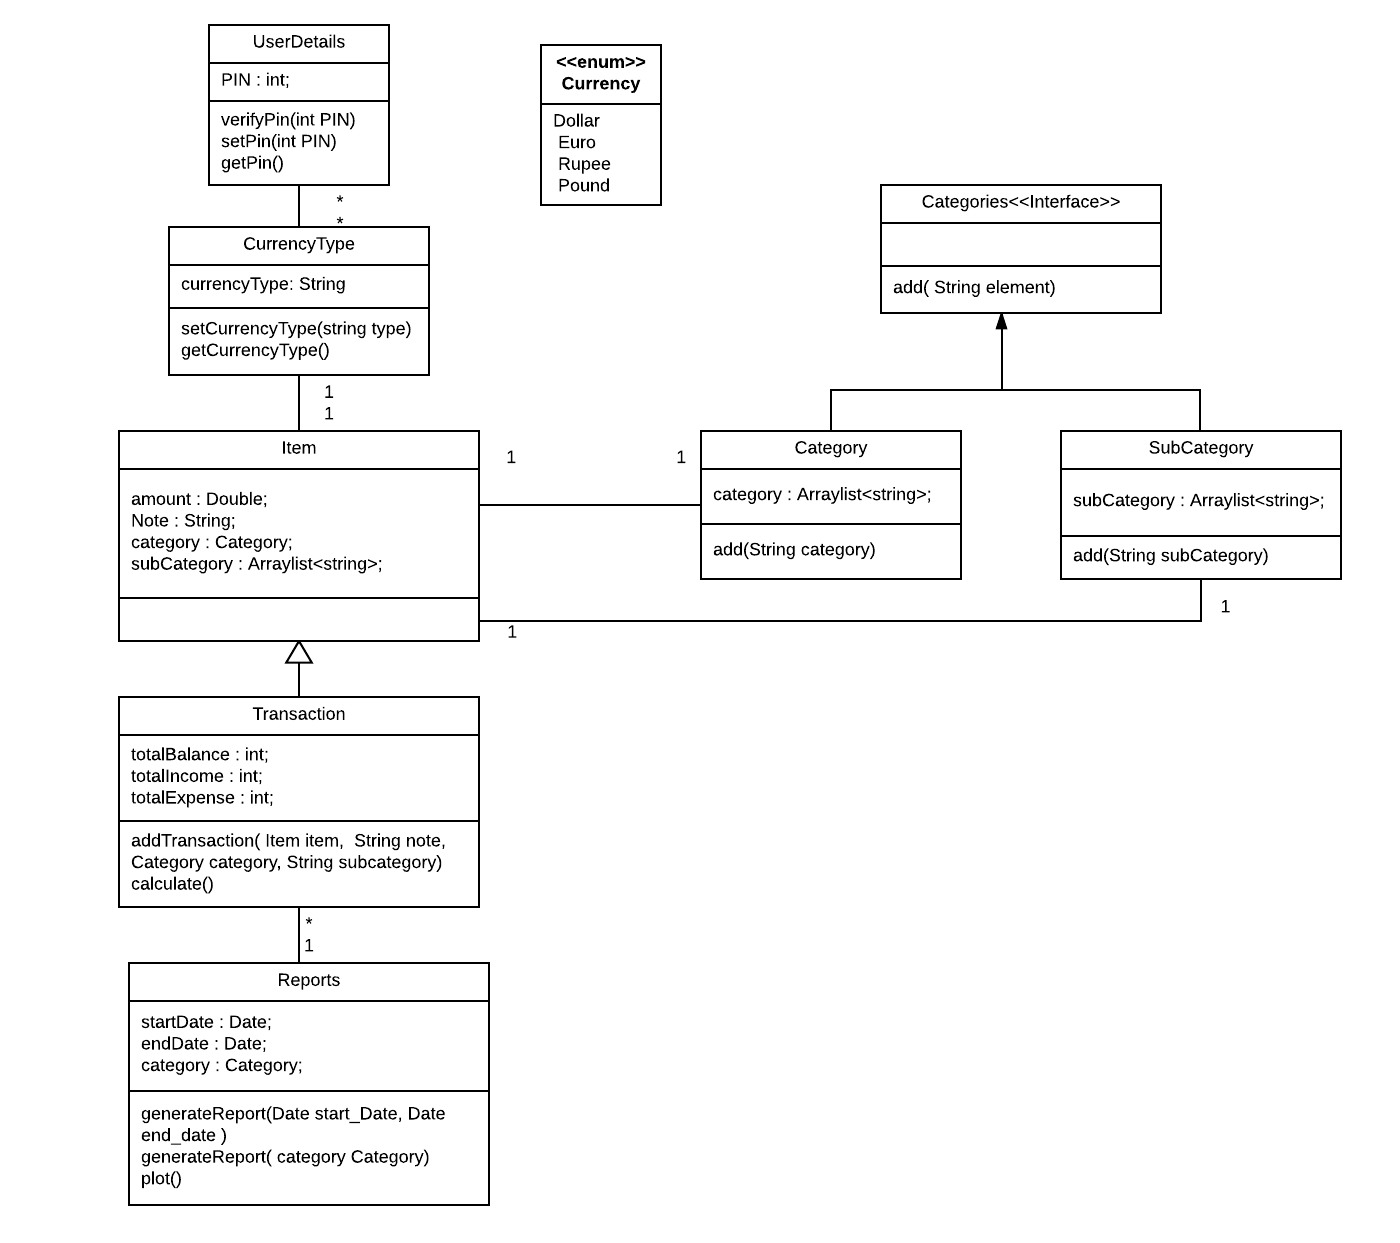 UserDetails
PIN : int;
verifyPin(int PIN)
setPin(int PIN)
getPin()
*
*
<<enum>>
Currency
Dollar
Euro
Rupee
Pound
CurrencyType
currencyType: String
setCurrencyType(string type)
getCurrencyType()
1
1
Categories<<Interface>>
add( String element)
Item
amount : Double;
Note : String;
category : Category;
subCategory : Arraylist<string>;
1
1
Category
category : Arraylist<string>;
add(String category)
SubCategory
subCategory : Arraylist<string>;
add(String subCategory)
1
1
Transaction
totalBalance : int;
totalIncome : int;
totalExpense : int;
addTransaction( Item item,  String note,
Category category, String subcategory)
calculate()
*
1
Reports
startDate : Date;
endDate : Date;
category : Category;
generateReport(Date start_Date, Date
end_date )
generateReport( category Category)
plot()